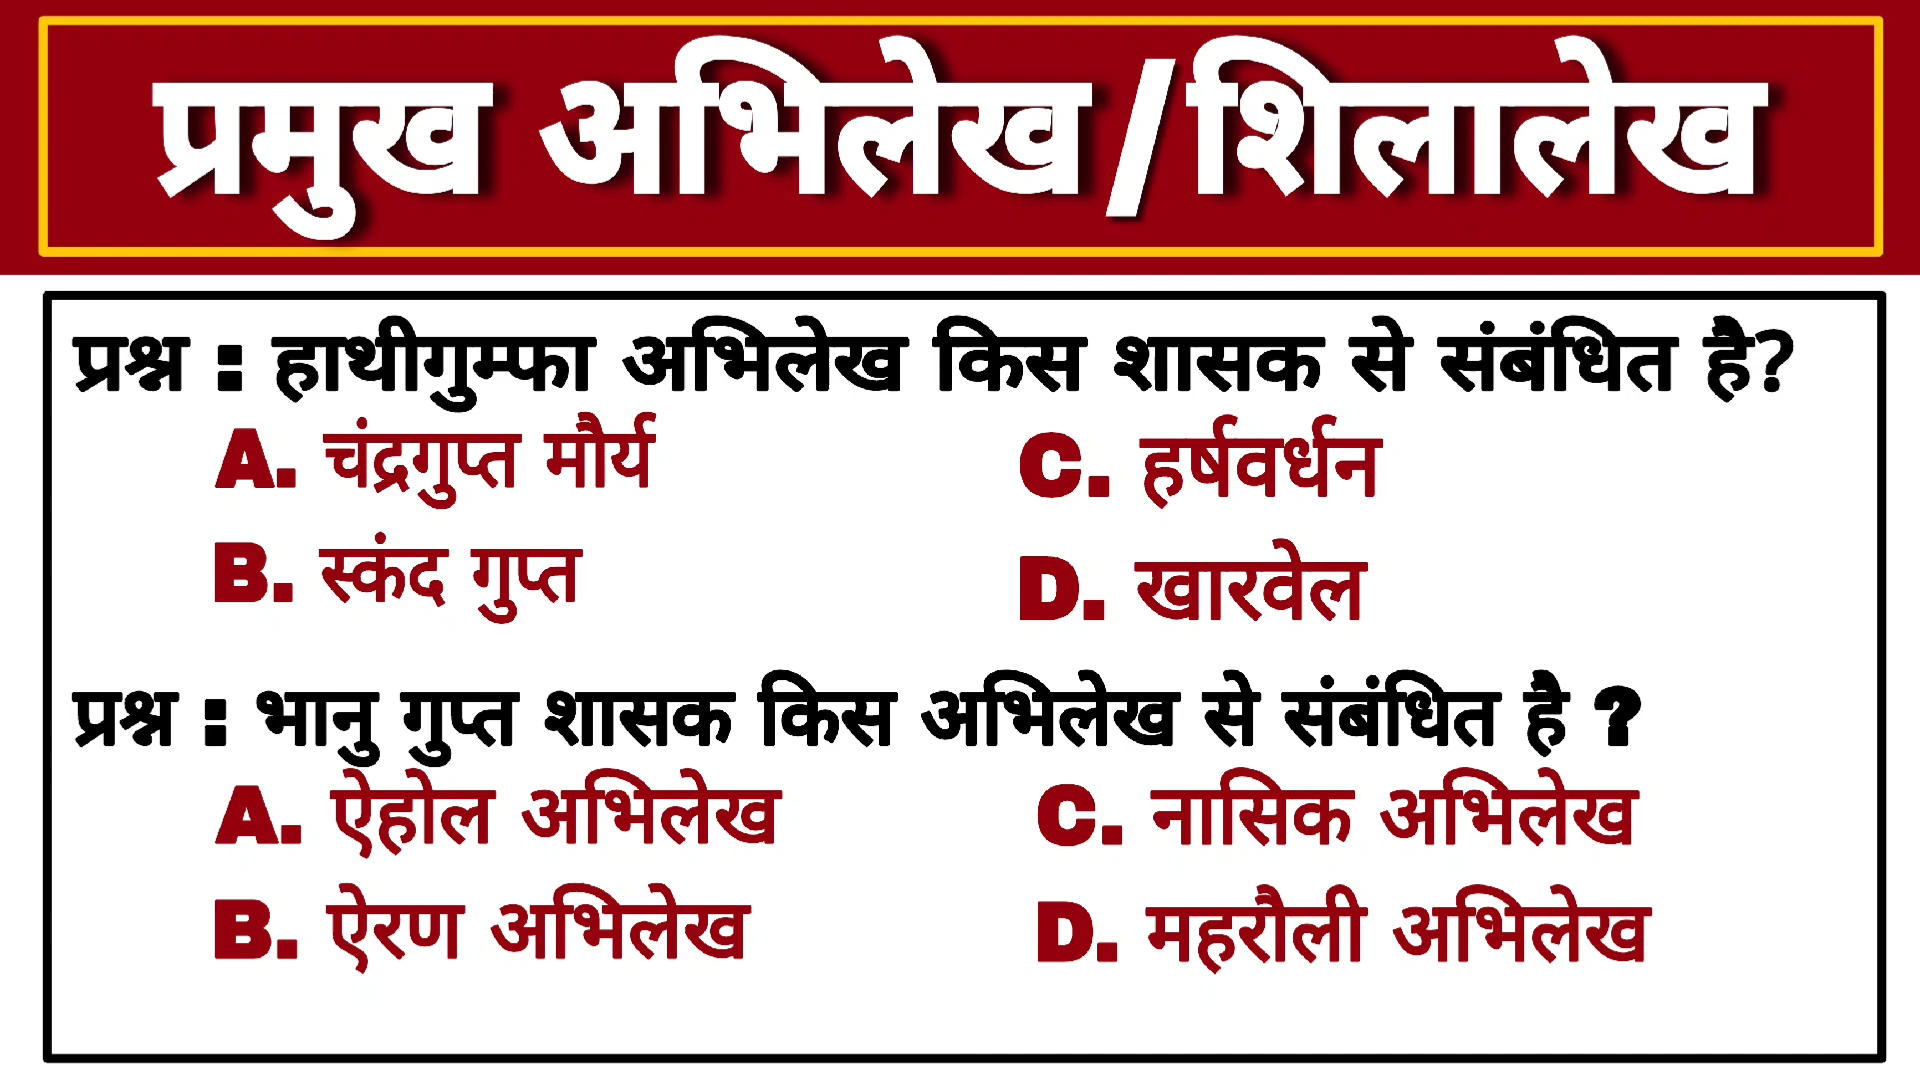 प्रमुख अभिलेख/शिलालेख
प्रश्न : हाथीगुम्फा अभिलेख किस शासक से संबंधित है?
A. चंद्रगुप्त मौर्य
C. हर्षवर्धन
B. स्कंद गुप्त
D. खारवेल
प्रश्न : भानु गुप्त शासक किस अभिलेख से संबंधित है ?
A. ऐहोल अभिलेख
C. नासिक अभिलेख
B. ऐरण अभिलेख
D. महरौली अभिलेख